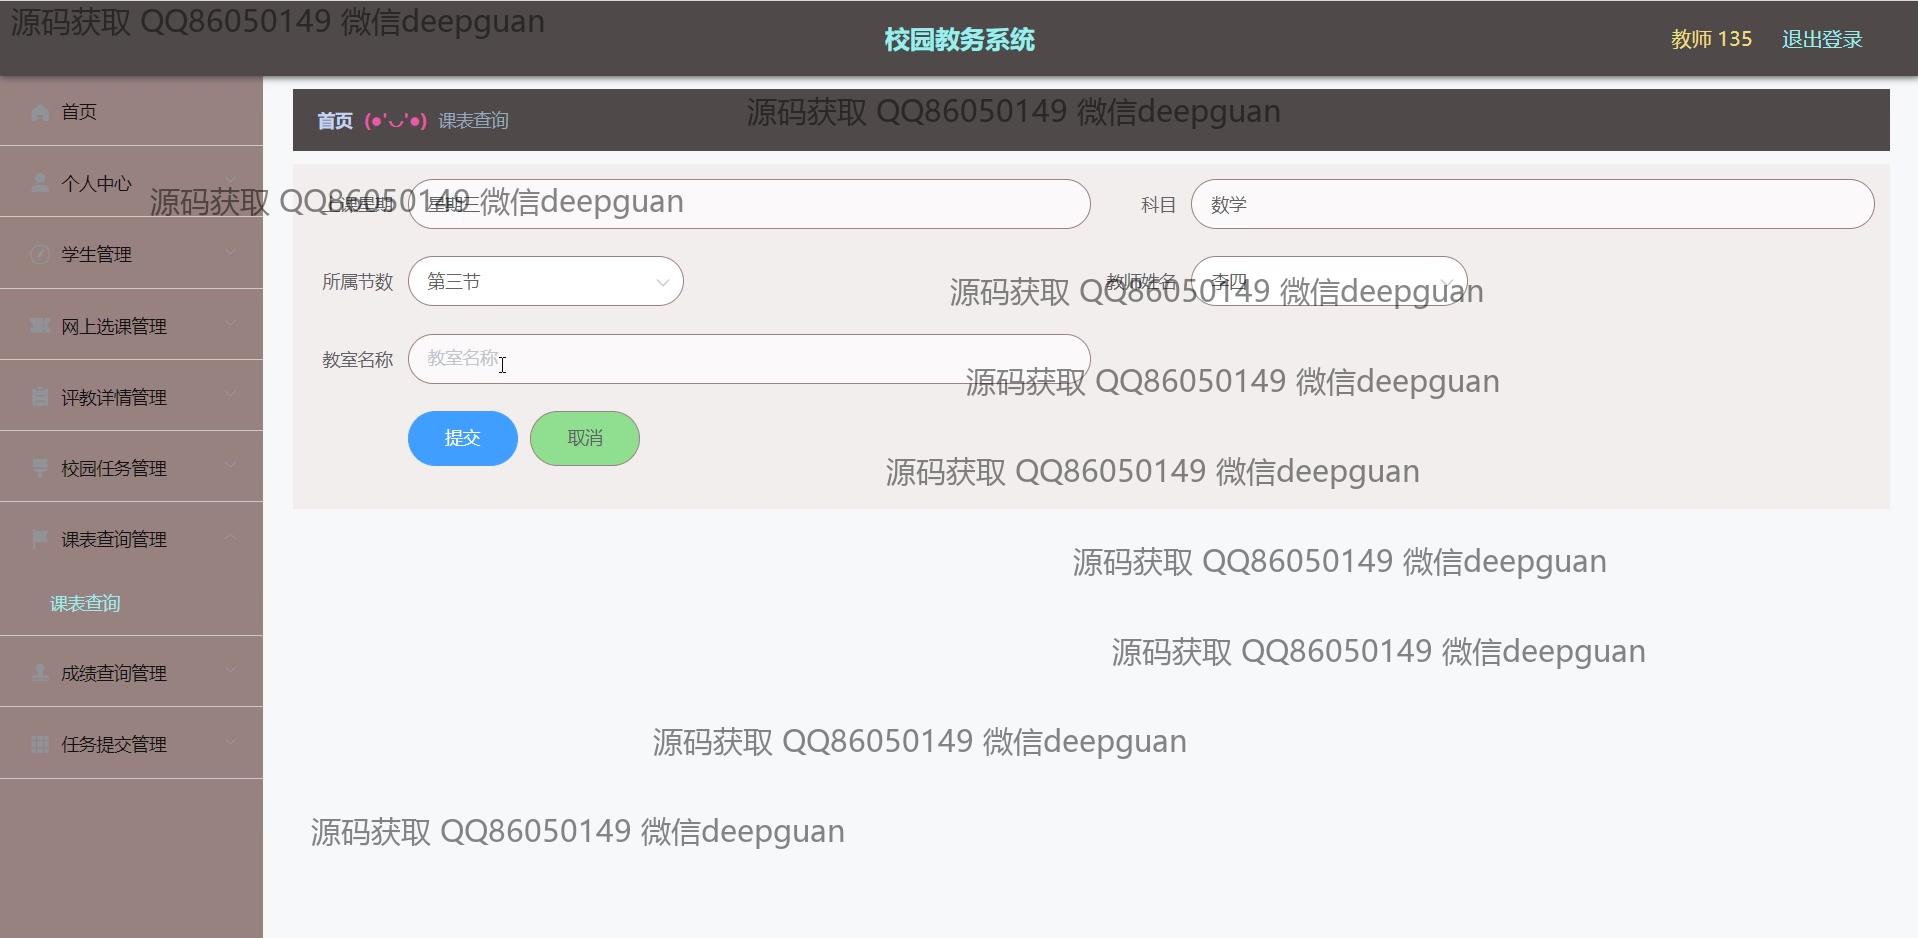 源码获取 QQ86050149 微信deepguan
校园教务系统
教师 135
退出登录
首页
个人中心
学生管理
网上选课管理
评教详情管理
校园任务管理
课表查询管理
课表查询
成绩查询管理
任务提交管理
首页 (●'◡'●) 课表查询
源码获取 QQ86050149 微信deepguan
源码获取 QQ86050149 微信deepguan
上课星期 星期三
科目 数学
所属节数 第三节
教师姓名 李四
源码获取 QQ86050149 微信deepguan
教室名称 教室名称
源码获取 QQ86050149 微信deepguan
提交 取消
源码获取 QQ86050149 微信deepguan
源码获取 QQ86050149 微信deepguan
源码获取 QQ86050149 微信deepguan
源码获取 QQ86050149 微信deepguan
源码获取 QQ86050149 微信deepguan